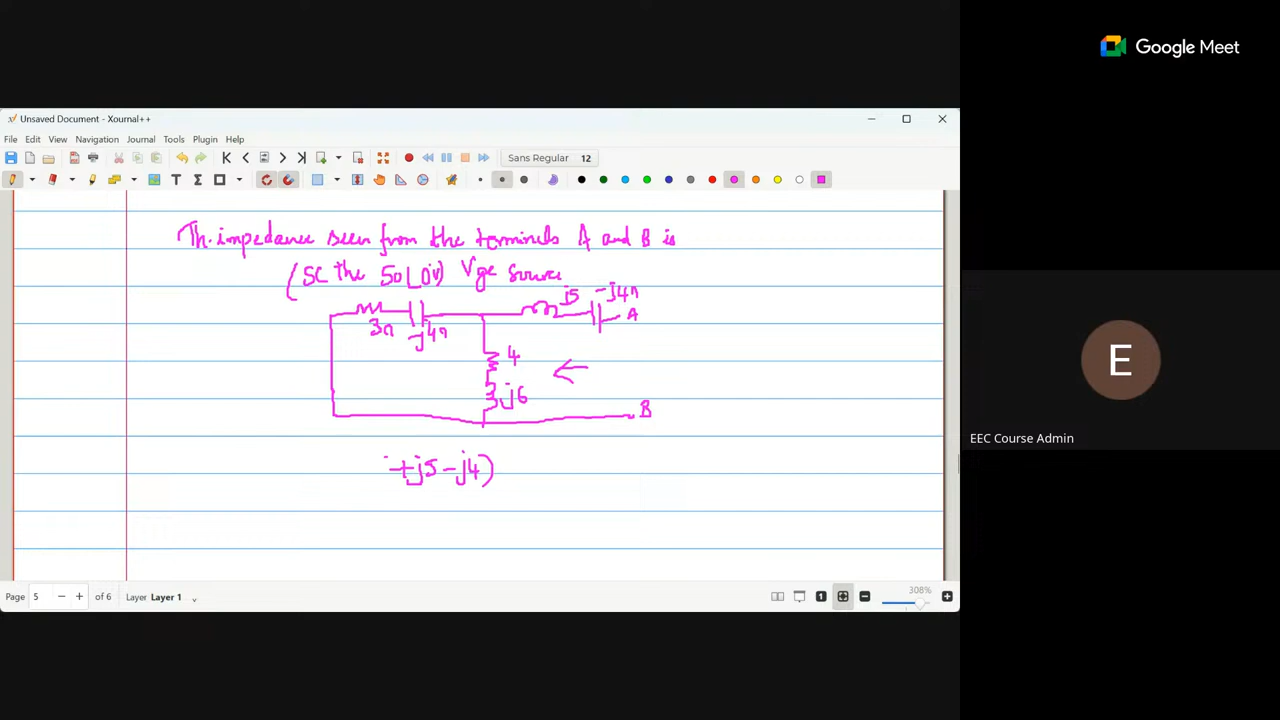 Google Meet
Unsaved Document - Xournal++
File Edit View Navigation Journal Tools Plugin Help
Sans Regular 12
Th. impedance seen from the terminals A and B is
(SC the 50∠0(v) Vge source
j5 -j4Ω
A
3Ω -j4Ω
4
j6
B
+j5-j4)
E
EEC Course Admin
Page 5 of 6 Layer Layer 1
308%